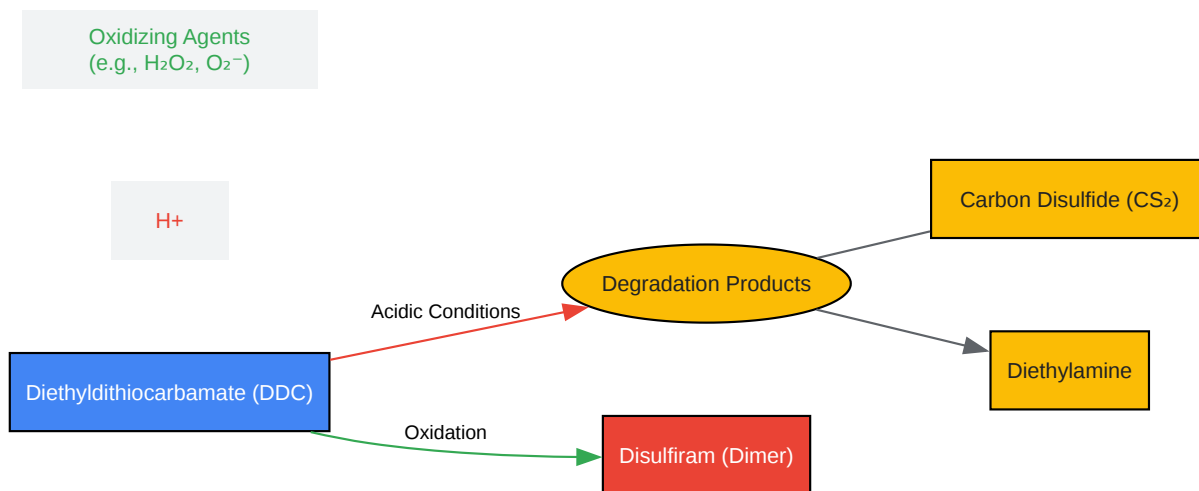 Oxidizing Agents
(e.g., H₂O₂, O₂⁻)
H+
Carbon Disulfide (CS₂)
Degradation Products
Acidic Conditions
Diethylamine
Diethyldithiocarbamate (DDC)
Oxidation
Disulfiram (Dimer)